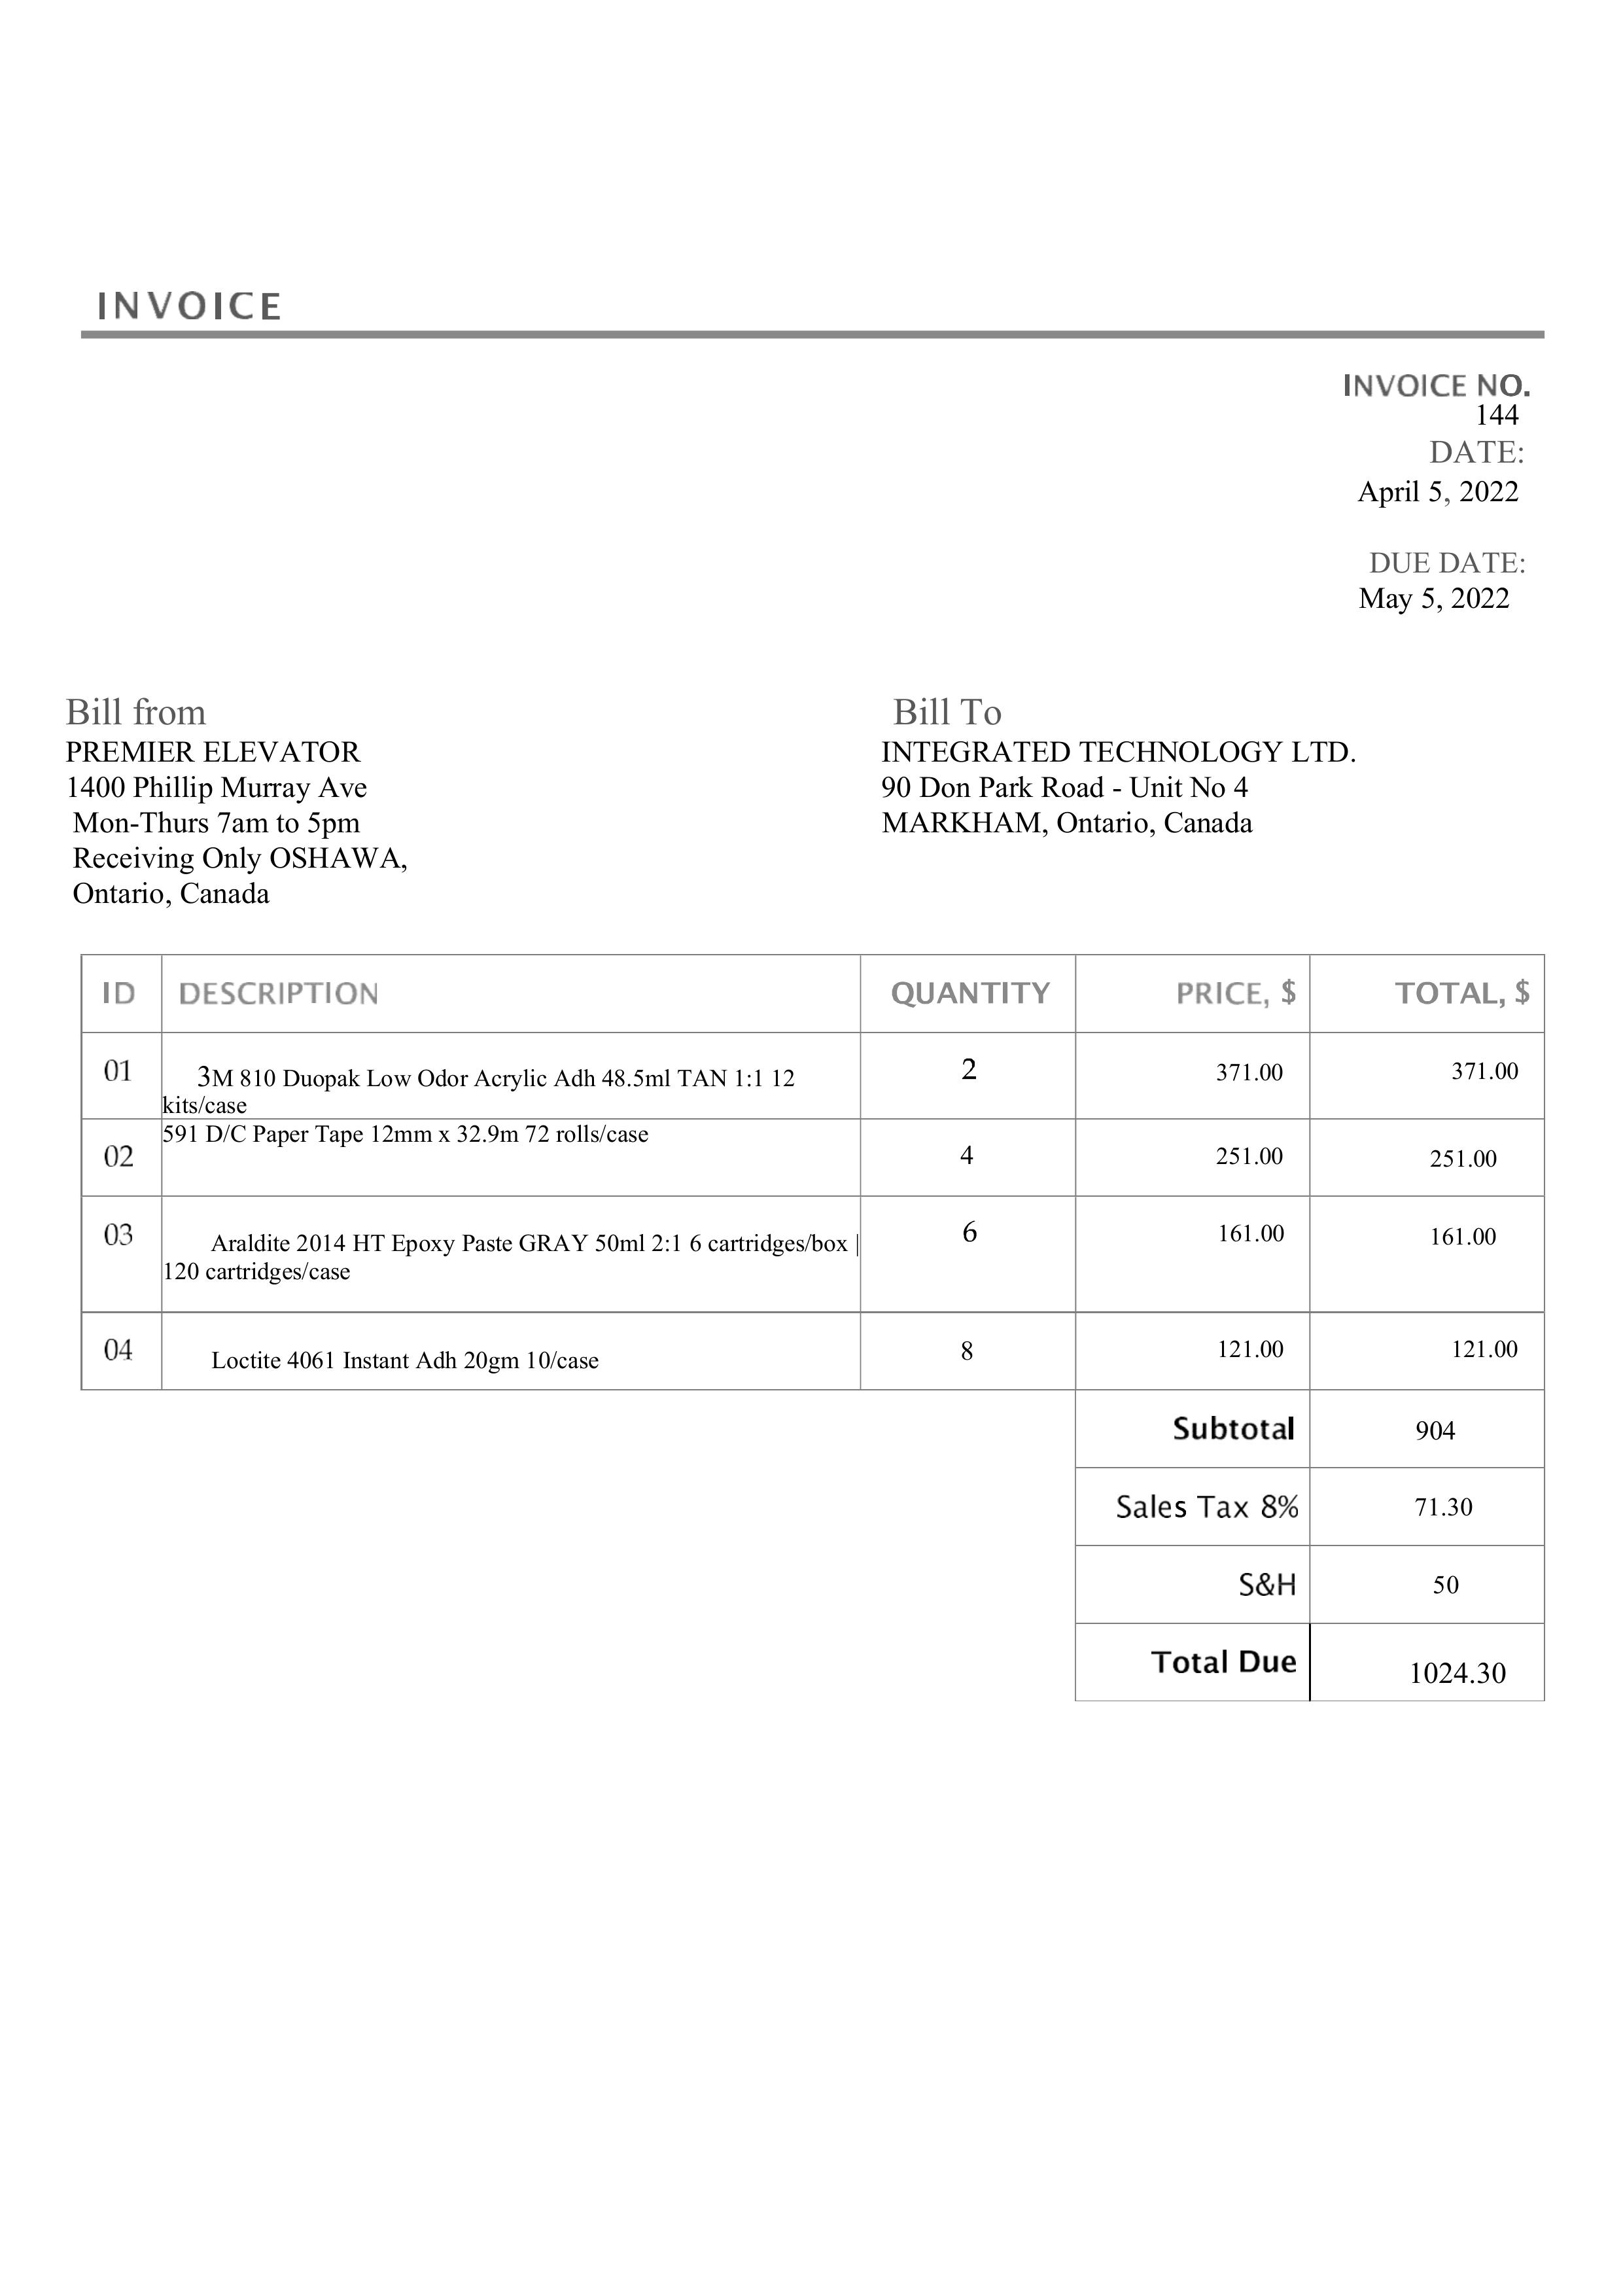 INVOICE
INVOICE NO.
144
DATE:
April 5, 2022
DUE DATE:
May 5, 2022
Bill from
PREMIER ELEVATOR
1400 Phillip Murray Ave
Mon-Thurs 7am to 5pm
Receiving Only OSHAWA,
Ontario, Canada
Bill To
INTEGRATED TECHNOLOGY LTD.
90 Don Park Road - Unit No 4
MARKHAM, Ontario, Canada
ID DESCRIPTION QUANTITY PRICE, $ TOTAL, $
01 3M 810 Duopak Low Odor Acrylic Adh 48.5ml TAN 1:1 12 2 371.00 371.00
kits/case
02 591 D/C Paper Tape 12mm x 32.9m 72 rolls/case 4 251.00 251.00
03 Araldite 2014 HT Epoxy Paste GRAY 50ml 2:1 6 cartridges/box | 6 161.00 161.00
120 cartridges/case
04 Loctite 4061 Instant Adh 20gm 10/case 8 121.00 121.00
Subtotal 904
Sales Tax 8% 71.30
S&H 50
Total Due 1024.30